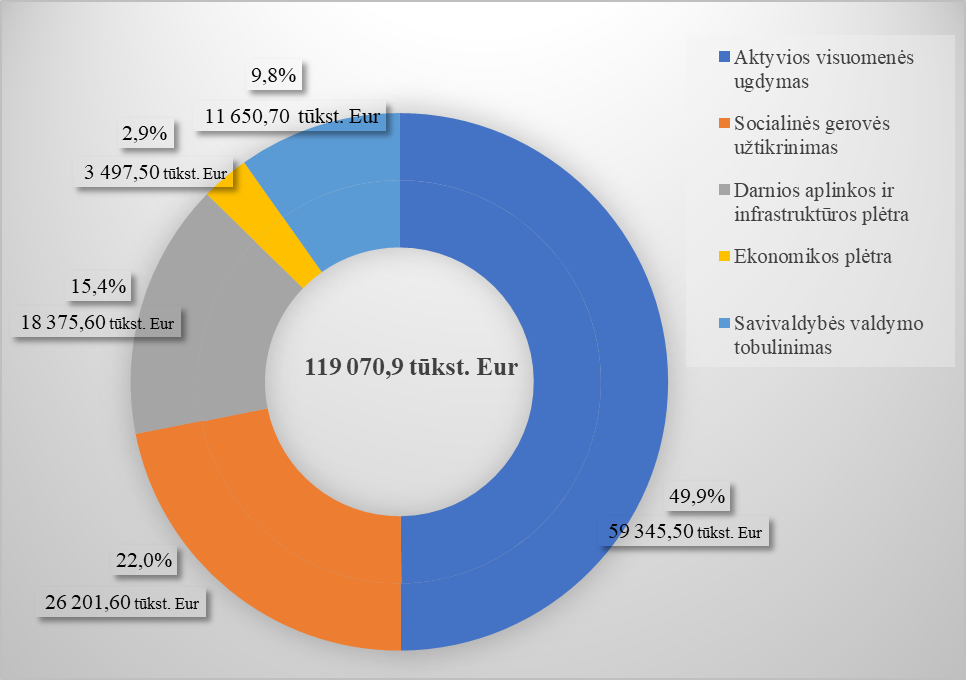 9,8%
11 650,70 tūkst. Eur
2,9%
3 497,50 tūkst. Eur
15,4%
18 375,60 tūkst. Eur
119 070,9 tūkst. Eur
49,9%
59 345,50 tūkst. Eur
22,0%
26 201,60 tūkst. Eur
Aktyvios visuomenės
ugdymas
Socialinės gerovės
užtikrinimas
Darnios aplinkos ir
infrastruktūros plėtra
Ekonomikos plėtra
Savivaldybės valdymo
tobulinimas